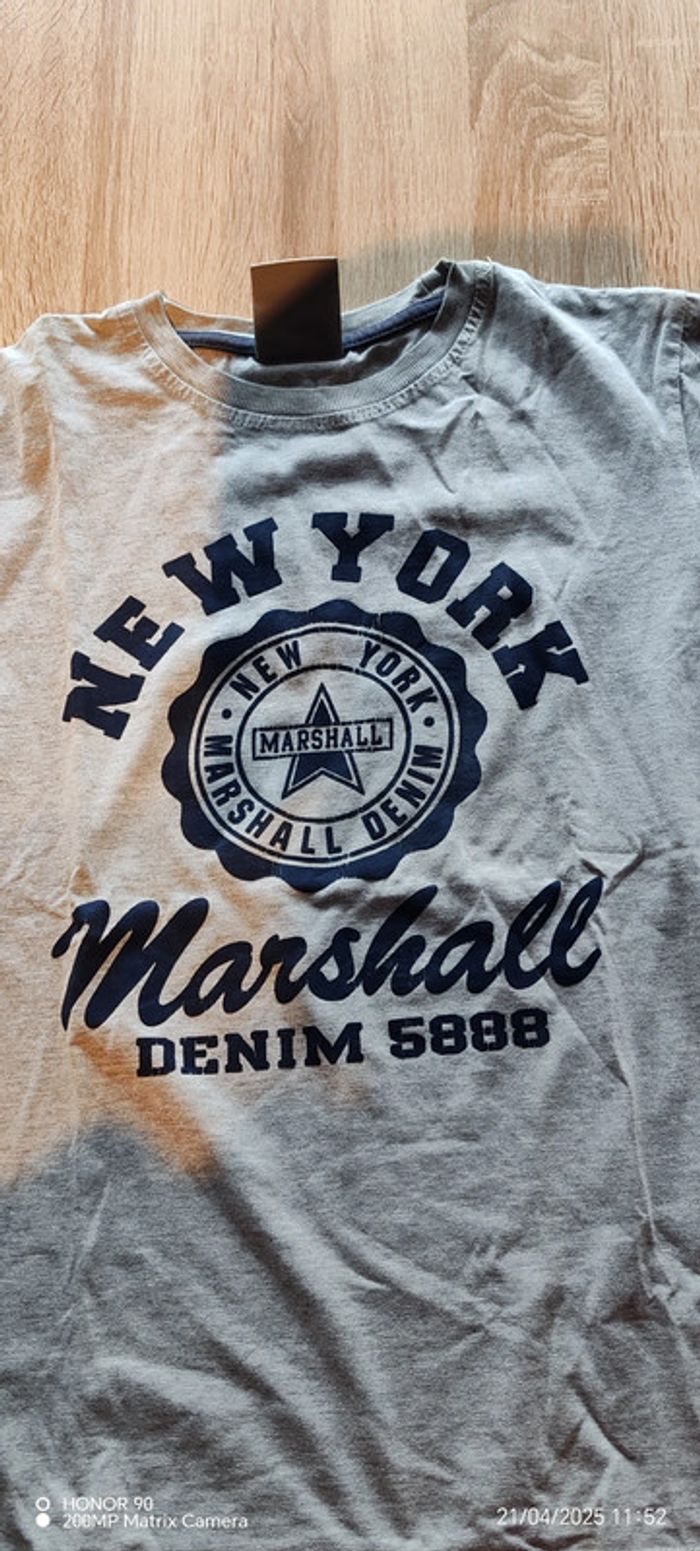 NEW YORK
NEW YORK
MARSHALL
MARSHALL DENIM
Marshall
DENIM 5888
HONOR 90
200MP Matrix Camera
21/04/2025 11:52